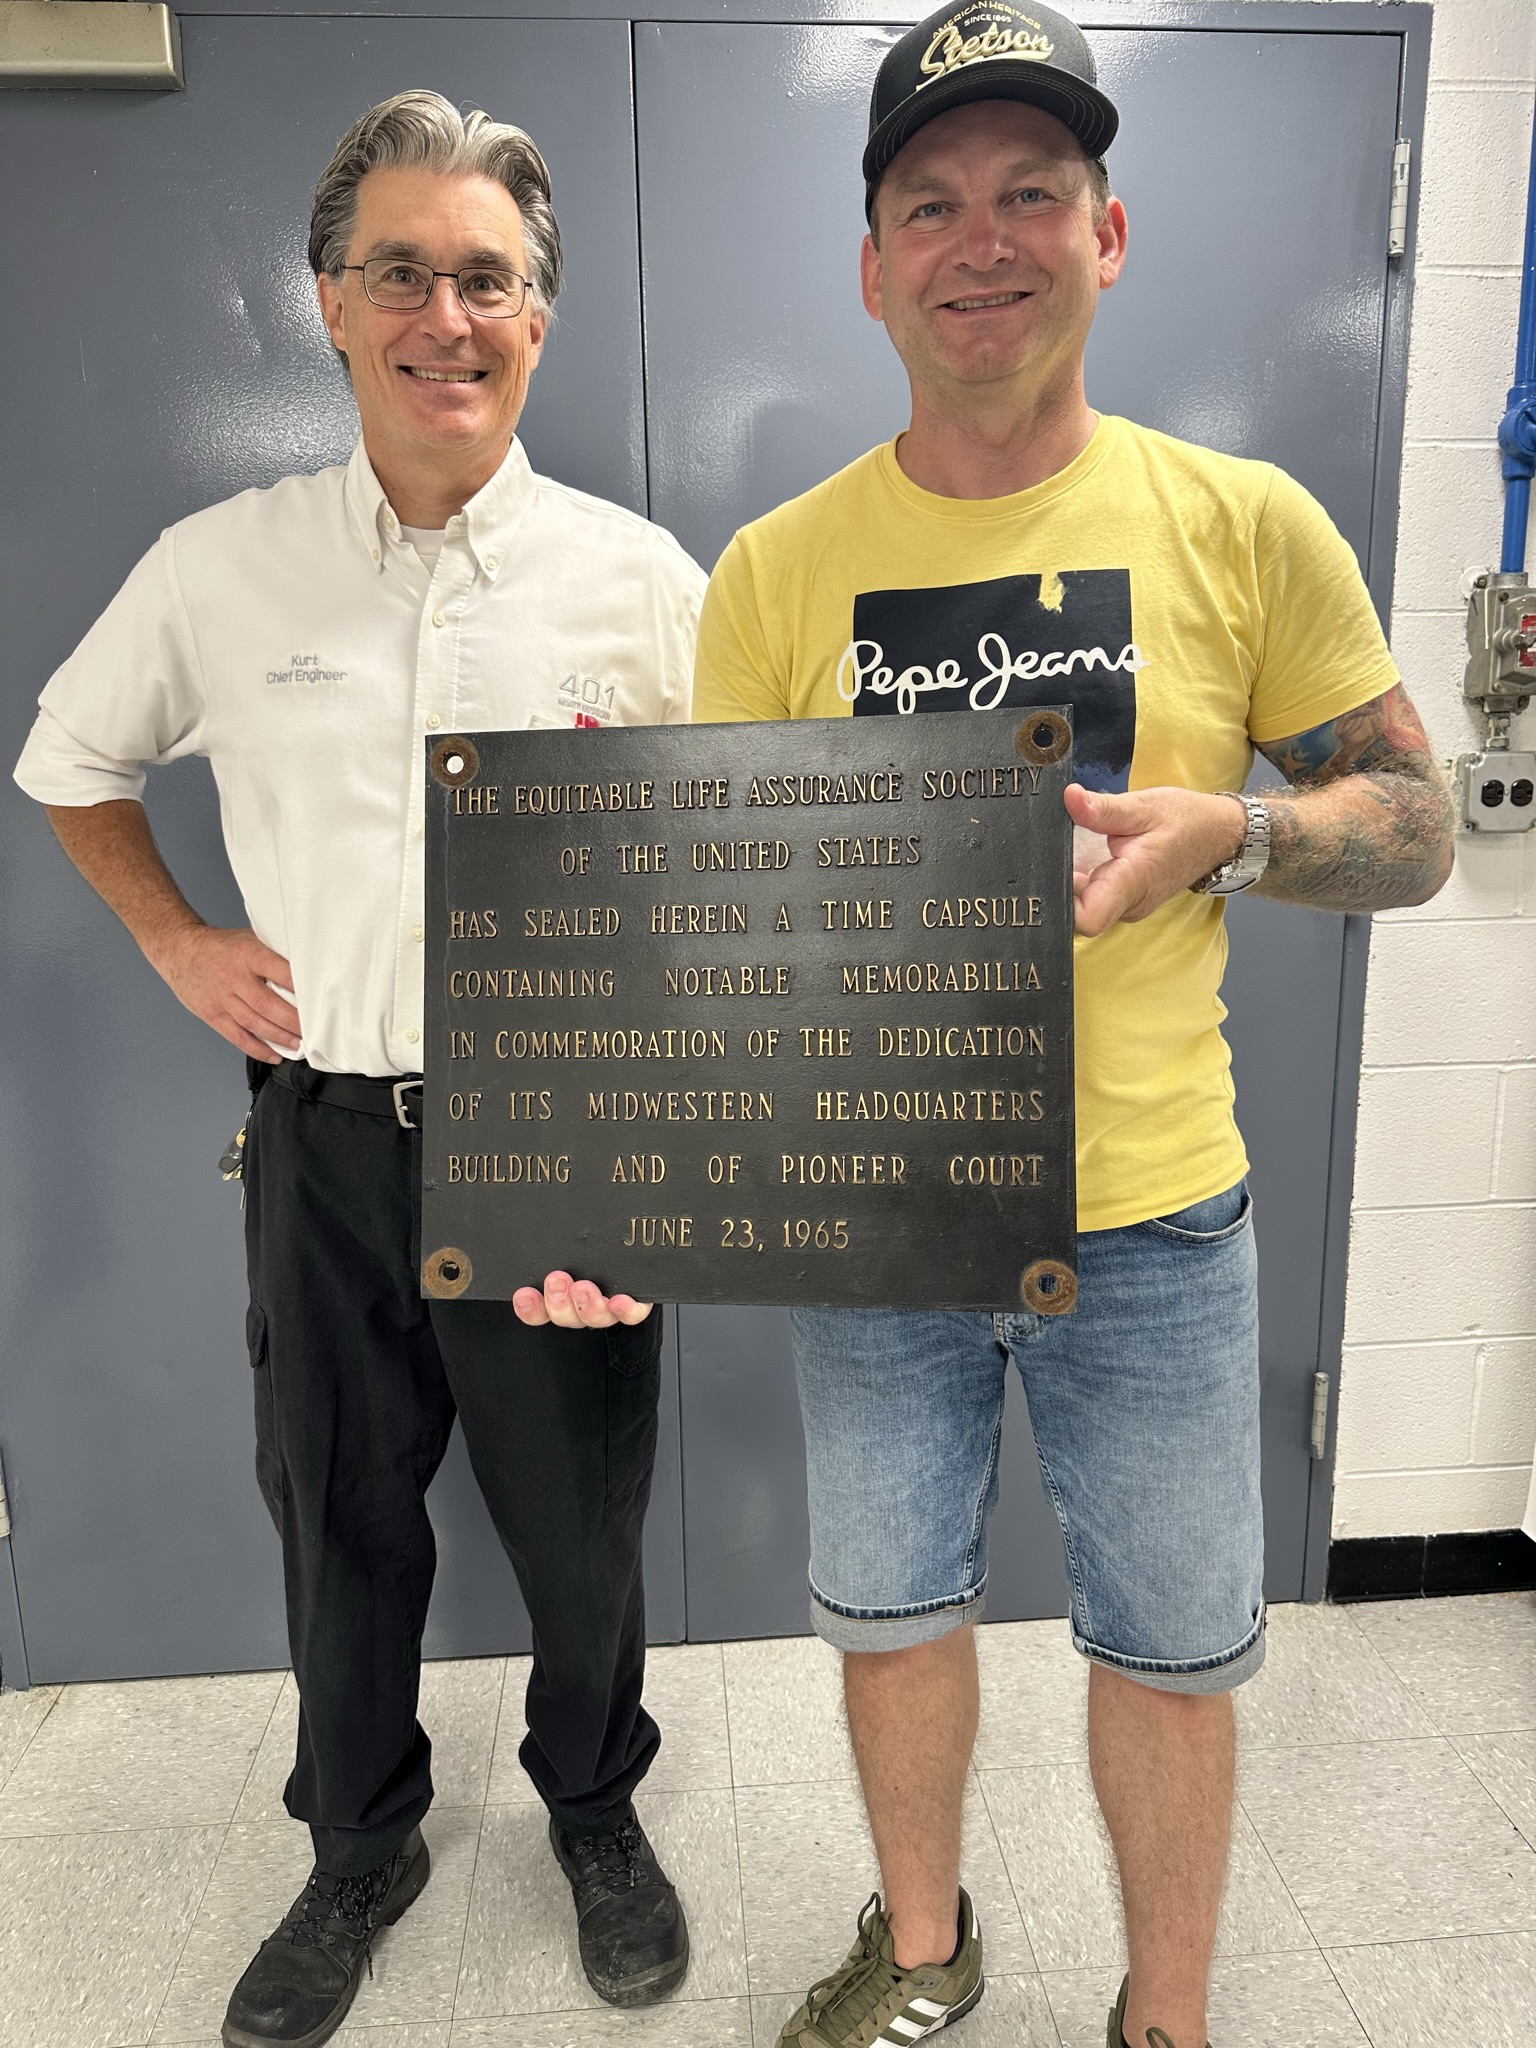 AMERICAN HERITAGE
SINCE 1865
Stetson
Kurt
Chief Engineer
401
NORTH MICHIGAN
Pepe Jeans
THE EQUITABLE LIFE ASSURANCE SOCIETY
OF THE UNITED STATES
HAS SEALED HEREIN A TIME CAPSULE
CONTAINING NOTABLE MEMORABILIA
IN COMMEMORATION OF THE DEDICATION
OF ITS MIDWESTERN HEADQUARTERS
BUILDING AND OF PIONEER COURT
JUNE 23, 1965